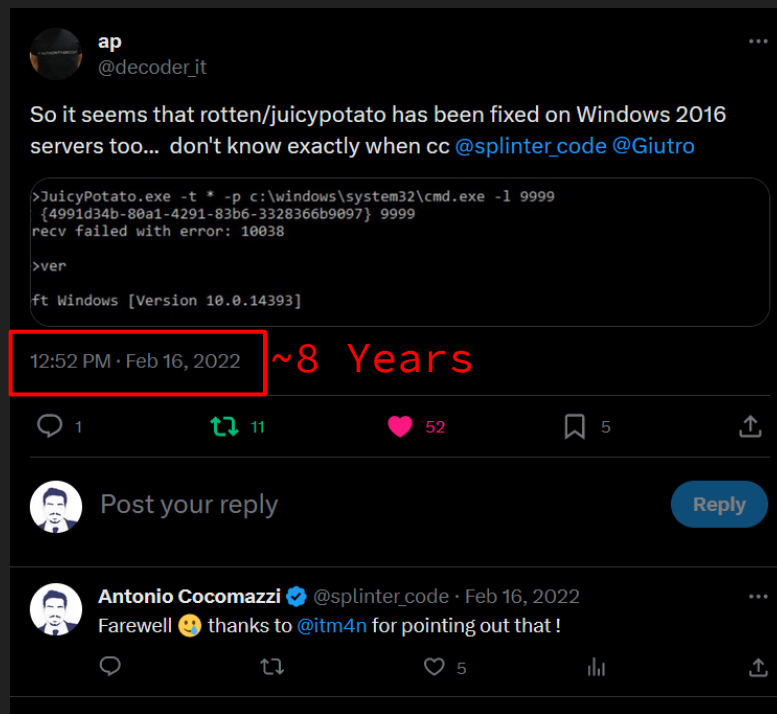 ap
@decoder_it
So it seems that rotten/juicypotato has been fixed on Windows 2016
servers too... don't know exactly when cc @splinter_code @Giutro
>JuicyPotato.exe -t * -p c:\windows\system32\cmd.exe -l 9999
{4991d34b-80a1-4291-83b6-3328366b9097} 9999
recv failed with error: 10038
>ver
ft Windows [Version 10.0.14393]
12:52 PM · Feb 16, 2022
~8 Years
1
11
52
5
Post your reply
Reply
Antonio Cocomazzi @splinter_code · Feb 16, 2022
Farewell 🥲 thanks to @itm4n for pointing out that !
5